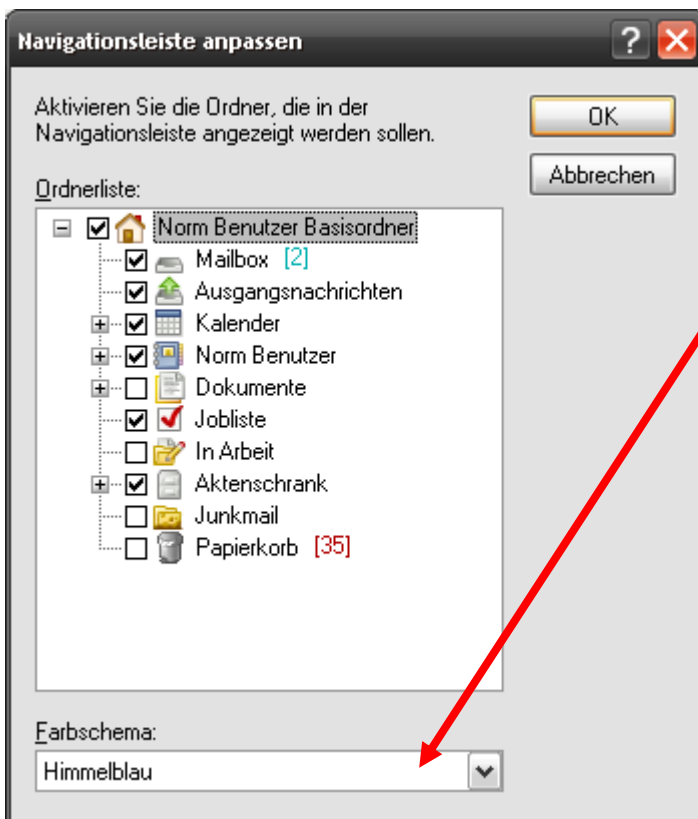 Navigationsleiste anpassen
Aktivieren Sie die Ordner, die in der
Navigationsleiste angezeigt werden sollen.
OK
Abbrechen
Ordnerliste:
Norm Benutzer Basisordner
Mailbox [2]
Ausgangsnachrichten
Kalender
Norm Benutzer
Dokumente
Jobliste
In Arbeit
Aktenschrank
Junkmail
Papierkorb [35]
Farbschema:
Himmelblau